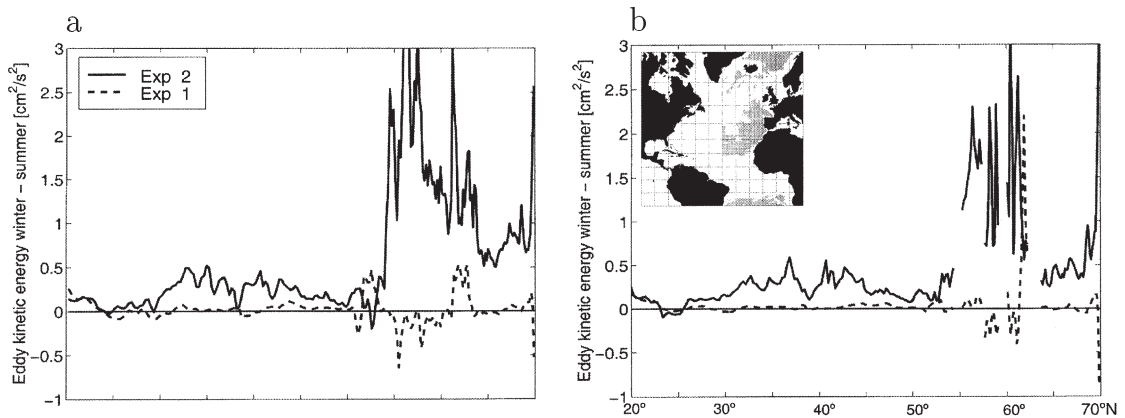 a
b
Eddy kinetic energy winter – summer [cm²/s²]
3
2.5
2
1.5
1
0.5
0
−0.5
−1
Exp 2
Exp 1
Eddy kinetic energy winter – summer [cm²/s²]
3
2.5
2
1.5
1
0.5
0
−0.5
−1
20° 30° 40° 50° 60° 70°N